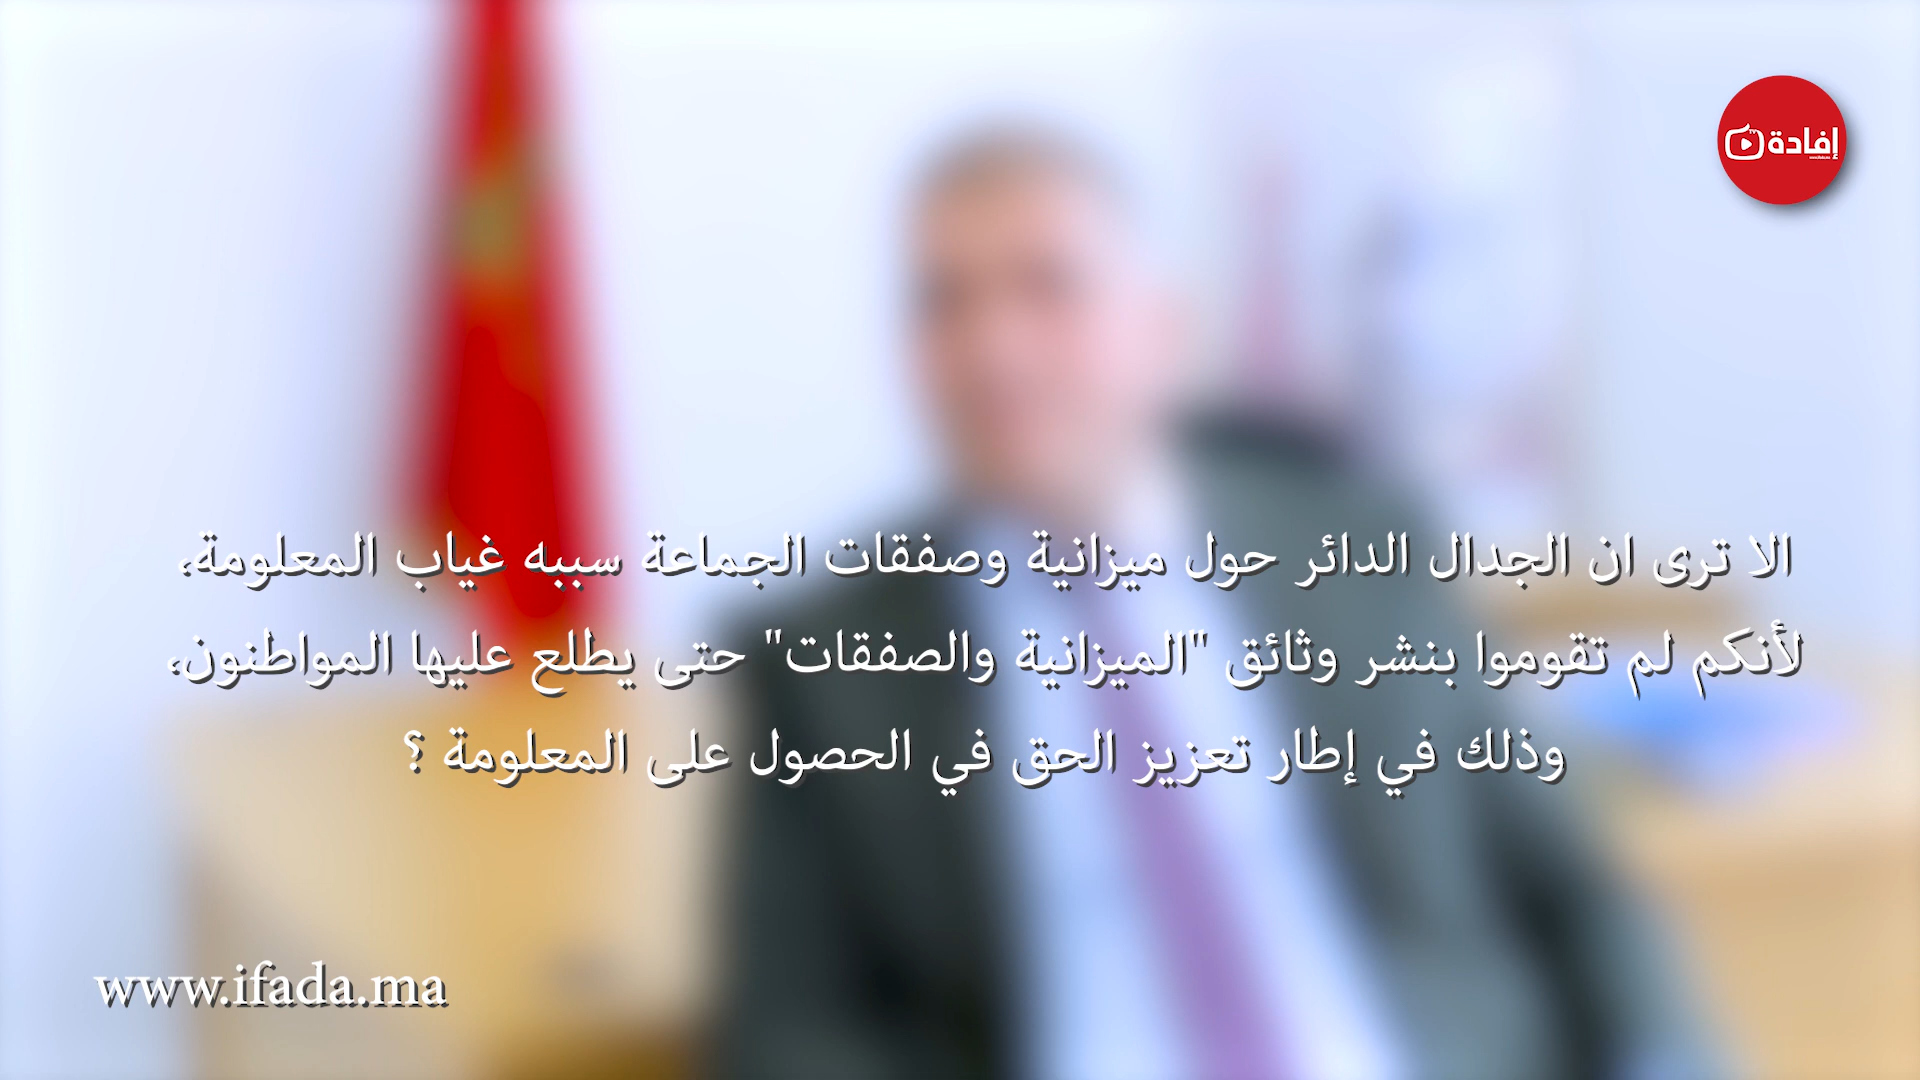 إفادة
TV
الا ترى ان الجدال الدائر حول ميزانية وصفقات الجماعة سببه غياب المعلومة،
لأنكم لم تقوموا بنشر وثائق "الميزانية والصفقات" حتى يطلع عليها المواطنون،
وذلك في إطار تعزيز الحق في الحصول على المعلومة ؟
www.ifada.ma